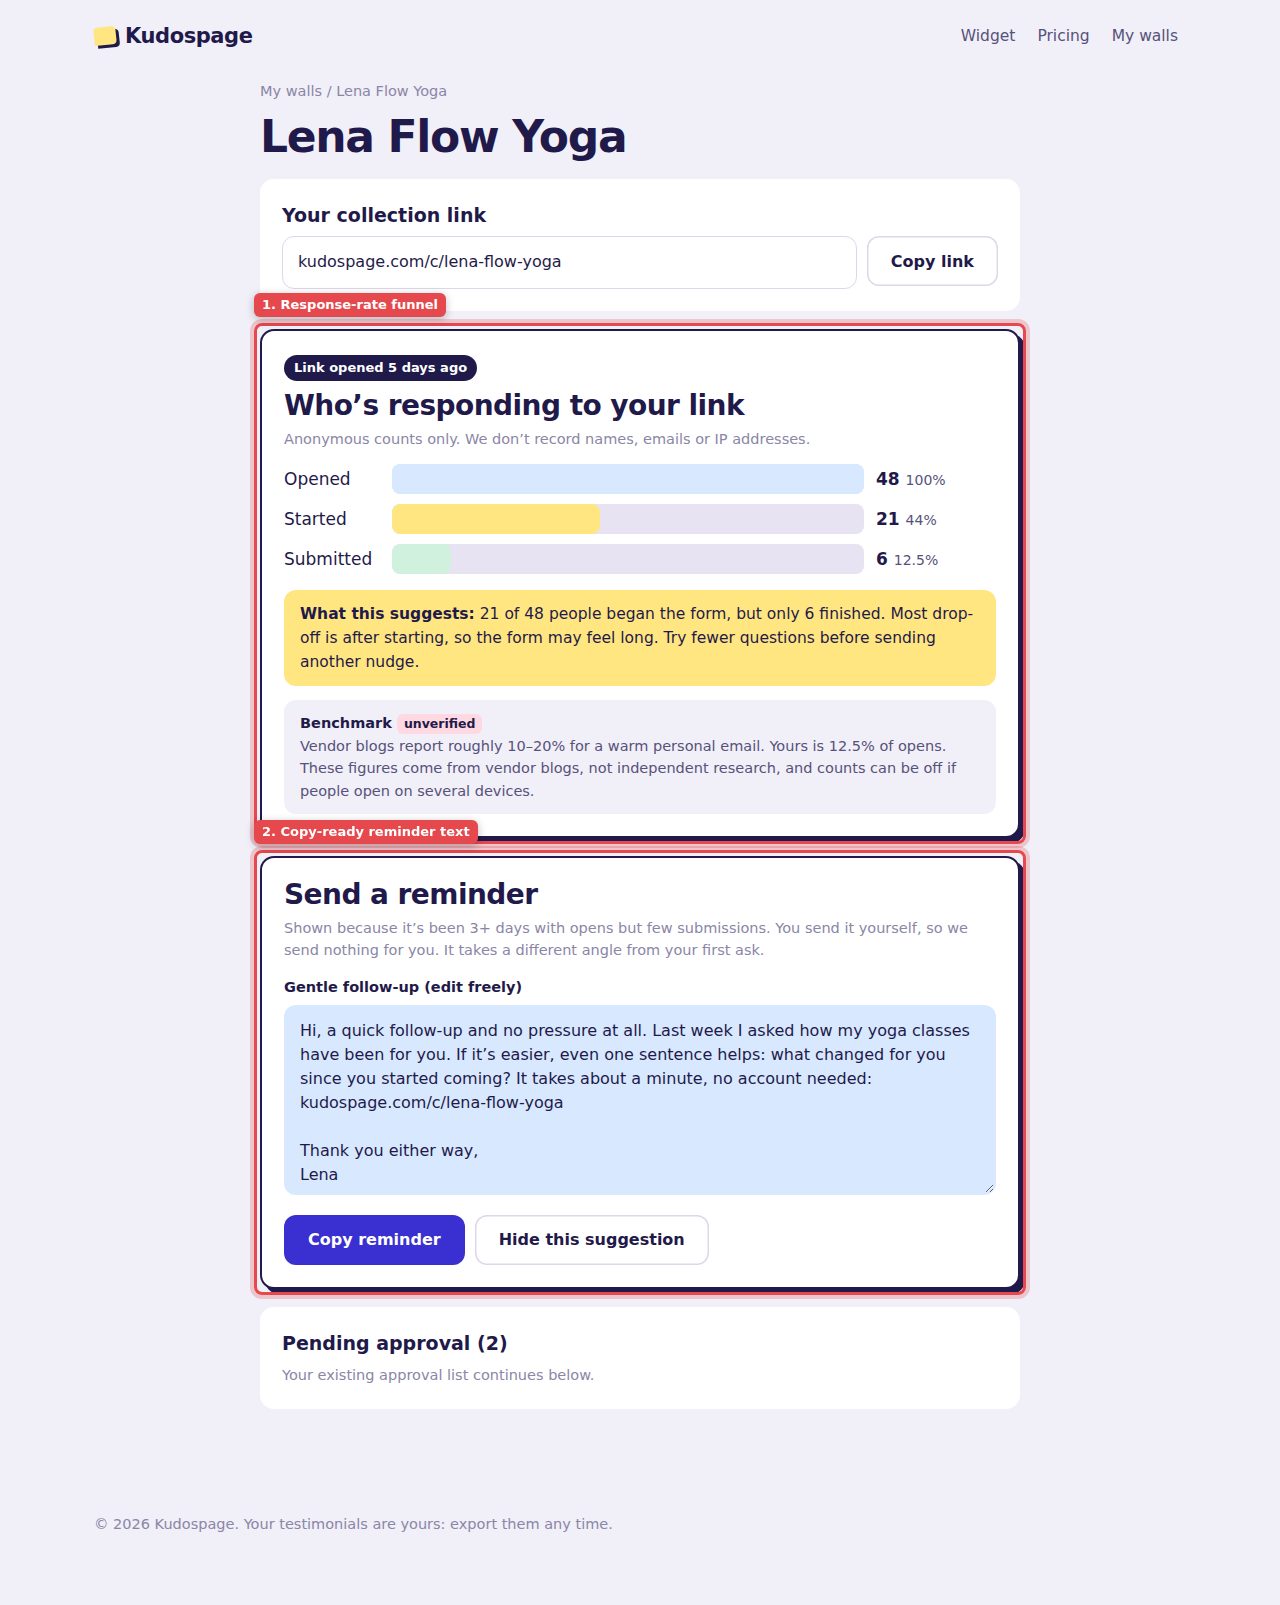 Kudospage
Widget Pricing My walls
My walls / Lena Flow Yoga
Lena Flow Yoga
Your collection link
kudospage.com/c/lena-flow-yoga
Copy link
1. Response-rate funnel
Link opened 5 days ago
Who’s responding to your link
Anonymous counts only. We don’t record names, emails or IP addresses.
Opened 48 100%
Started 21 44%
Submitted 6 12.5%
What this suggests: 21 of 48 people began the form, but only 6 finished. Most drop-
off is after starting, so the form may feel long. Try fewer questions before sending
another nudge.
Benchmark unverified
Vendor blogs report roughly 10–20% for a warm personal email. Yours is 12.5% of opens.
These figures come from vendor blogs, not independent research, and counts can be off if
people open on several devices.
2. Copy-ready reminder text
Send a reminder
Shown because it’s been 3+ days with opens but few submissions. You send it yourself, so we
send nothing for you. It takes a different angle from your first ask.
Gentle follow-up (edit freely)
Hi, a quick follow-up and no pressure at all. Last week I asked how my yoga classes
have been for you. If it’s easier, even one sentence helps: what changed for you
since you started coming? It takes about a minute, no account needed:
kudospage.com/c/lena-flow-yoga
Thank you either way,
Lena
Copy reminder
Hide this suggestion
Pending approval (2)
Your existing approval list continues below.
© 2026 Kudospage. Your testimonials are yours: export them any time.